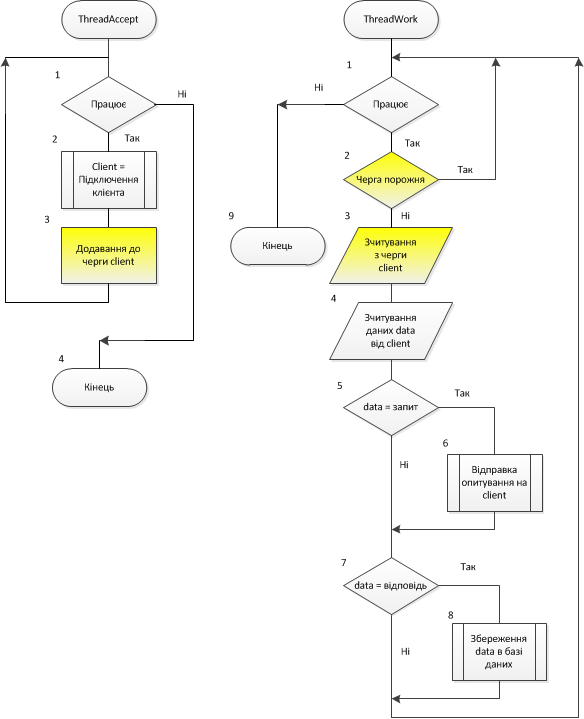 ThreadAccept
1
Працює
Ні
Так
2
Client =
Підключення
клієнта
3
Додавання до
черги client
4
Кінець
ThreadWork
1
Працює
Ні
Так
2
Черга порожня
Так
Ні
9
Кінець
3
Зчитування
з черги
client
4
Зчитування
даних data
від client
5
data = запит
Так
Ні
6
Відправка
опитування на
client
7
data = відповідь
Так
Ні
8
Збереження
data в базі
даних